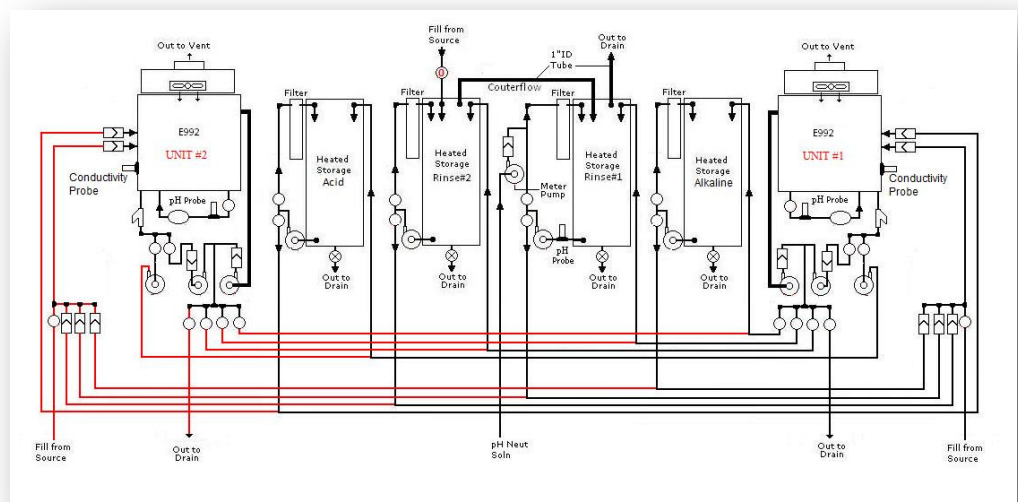 Fill from
Source
Out to
Drain
Out to Vent
1"ID
Tube
Out to Vent
Couterflow
0
Filter
Filter
Filter
Filter
E992
UNIT #2
Conductivity
Probe
pH Probe
Heated
Storage
Acid
Heated
Storage
Rinse#2
Meter
Pump
Heated
Storage
Rinse#1
pH
Probe
Heated
Storage
Alkaline
E992
UNIT #1
Conductivity
Probe
pH Probe
Out to
Drain
Out to
Drain
Out to
Drain
Out to
Drain
Fill from
Source
Out to
Drain
pH Neut
Soln
Out to
Drain
Fill from
Source